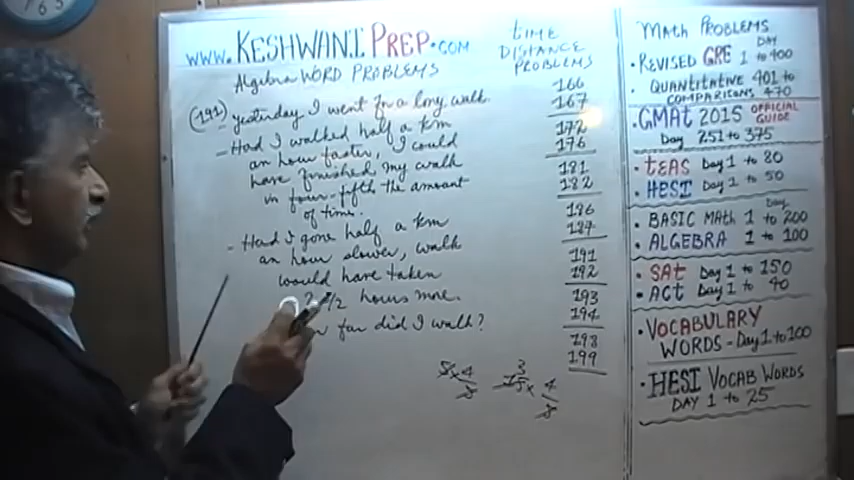 www.KESHWANI PREP.COM
Algebra WORD PROBLEMS
(191) - yesterday I went for a long walk
- Had I walked half a km
an hour faster, I could
have finished my walk
in four-fifth the amount
of time.
- Had I gone half a km
an hour slower, walk
would have taken
2 1/2 hours more.
far did I walk?
TIME
DISTANCE
PROBLEMS
166
167
172
176
181
182
186
187
191
192
193
194
198
199
MATH PROBLEMS
DAY
• REVISED GRE 1 to 400
• QUANTITATIVE 401 to
COMPARISONS 470
• GMAT 2015 OFFICIAL GUIDE
Day 251 to 375
• TEAS Day 1 to 80
• HESI Day 1 to 50
Day
• BASIC MATH 1 to 200
• ALGEBRA 1 to 100
• SAT Day 1 to 150
• ACT Day 1 to 40
• VOCABULARY
WORDS - Day 1 to 100
• HESI VOCAB WORDS
DAY 1 to 25